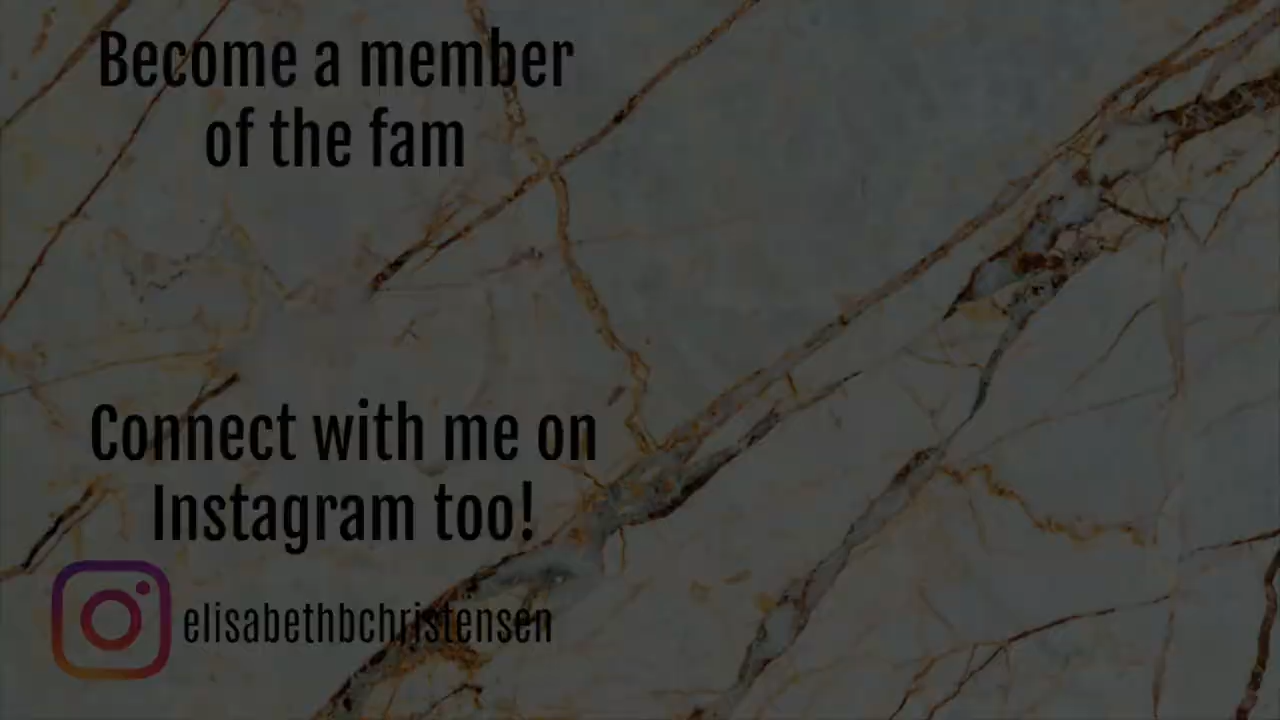 Become a member
of the fam
Connect with me on
Instagram too!
elisabethbchristensen